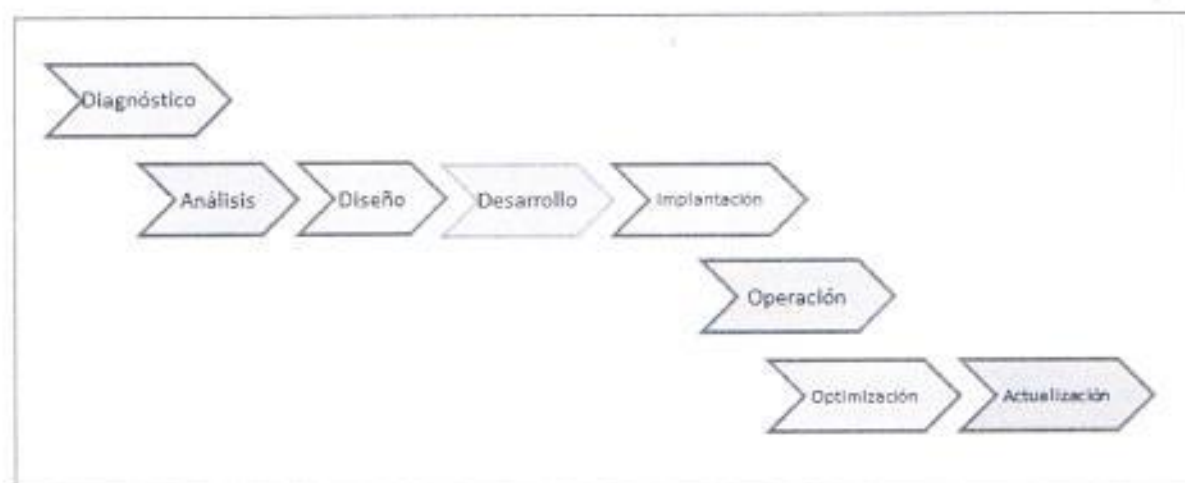 Diagnóstico
Análisis Diseño Desarrollo Implantación
Operación
Optimización Actualización